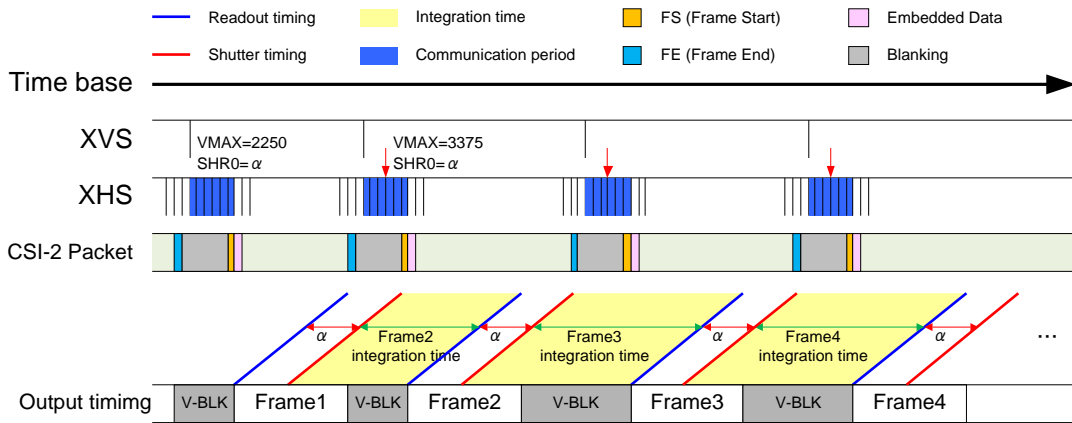 Readout timing
Integration time
FS (Frame Start)
Embedded Data
Shutter timing
Communication period
FE (Frame End)
Blanking
Time base
XVS
VMAX=2250
SHR0=α
VMAX=3375
SHR0=α
XHS
CSI-2 Packet
α
Frame2
integration time
α
Frame3
integration time
α
Frame4
integration time
α
...
Output timimg
V-BLK
Frame1
V-BLK
Frame2
V-BLK
Frame3
V-BLK
Frame4